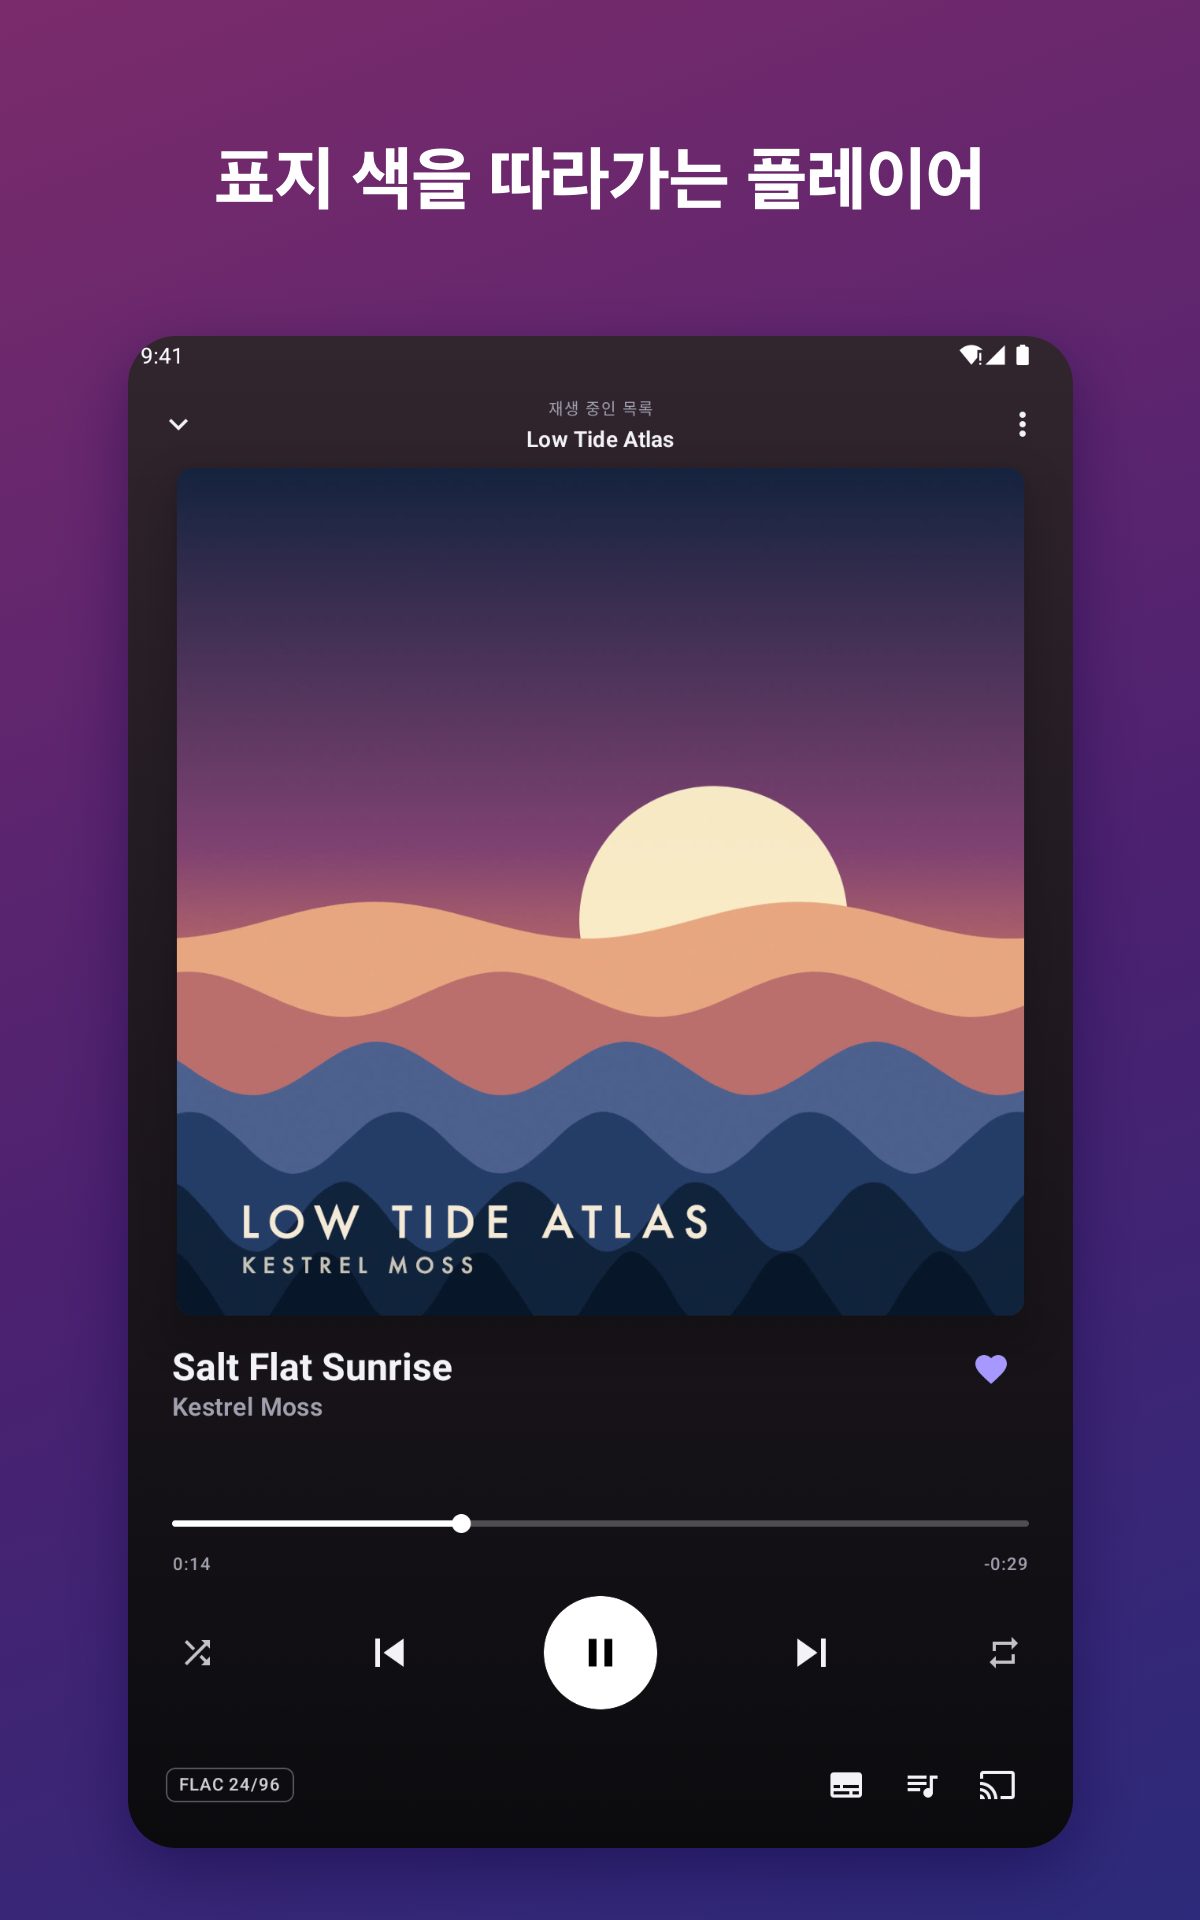 표지 색을 따라가는 플레이어
9:41
재생 중인 목록
Low Tide Atlas
LOW TIDE ATLAS
KESTREL MOSS
Salt Flat Sunrise
Kestrel Moss
0:14
-0:29
FLAC 24/96